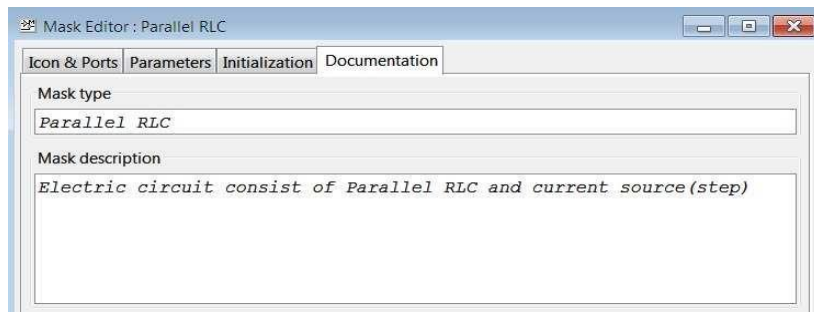 Mask Editor : Parallel RLC
Icon & Ports Parameters Initialization Documentation
Mask type
Parallel RLC
Mask description
Electric circuit consist of Parallel RLC and current source(step)